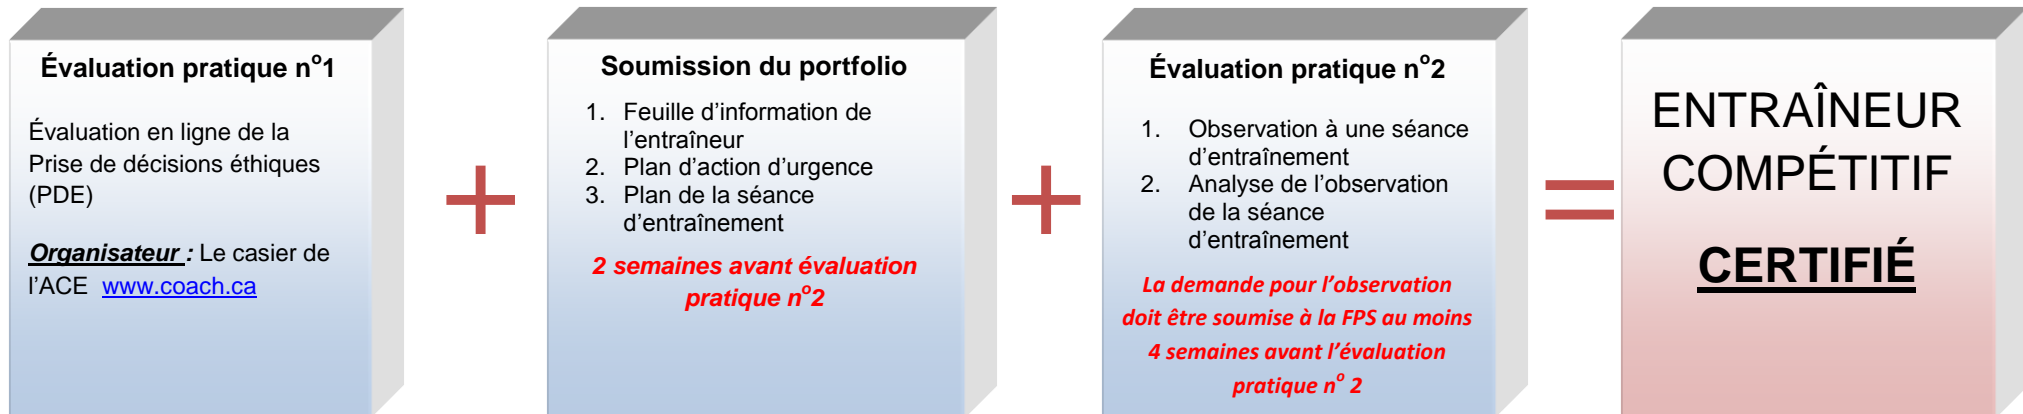 Évaluation pratique nº1
Évaluation en ligne de la
Prise de décisions éthiques
(PDE)
Organisateur : Le casier de
l’ACE www.coach.ca
+
Soumission du portfolio
1. Feuille d’information de
l’entraîneur
2. Plan d’action d’urgence
3. Plan de la séance
d’entraînement
2 semaines avant évaluation
pratique nº2
+
Évaluation pratique nº2
1. Observation à une séance
d’entraînement
2. Analyse de l’observation
de la séance
d’entraînement
La demande pour l’observation
doit être soumise à la FPS au moins
4 semaines avant l’évaluation
pratique nº 2
=
ENTRAÎNEUR
COMPÉTITIF
CERTIFIÉ